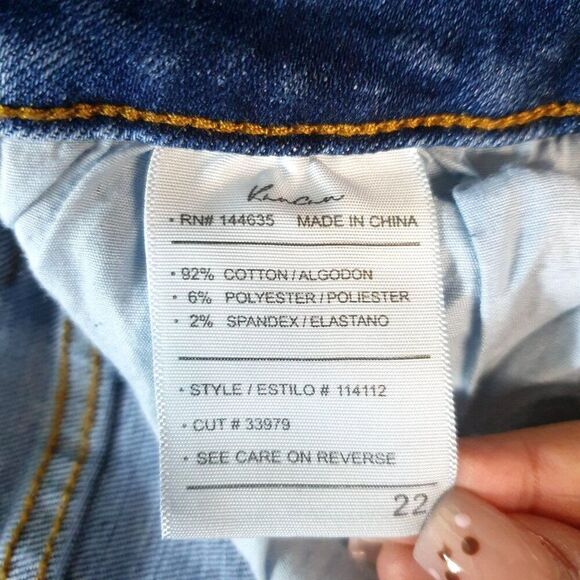 Kancan
• RN# 144635 MADE IN CHINA
• 92% COTTON / ALGODON
• 6% POLYESTER / POLIESTER
• 2% SPANDEX / ELASTANO
• STYLE / ESTILO # 114112
• CUT # 33979
• SEE CARE ON REVERSE
22